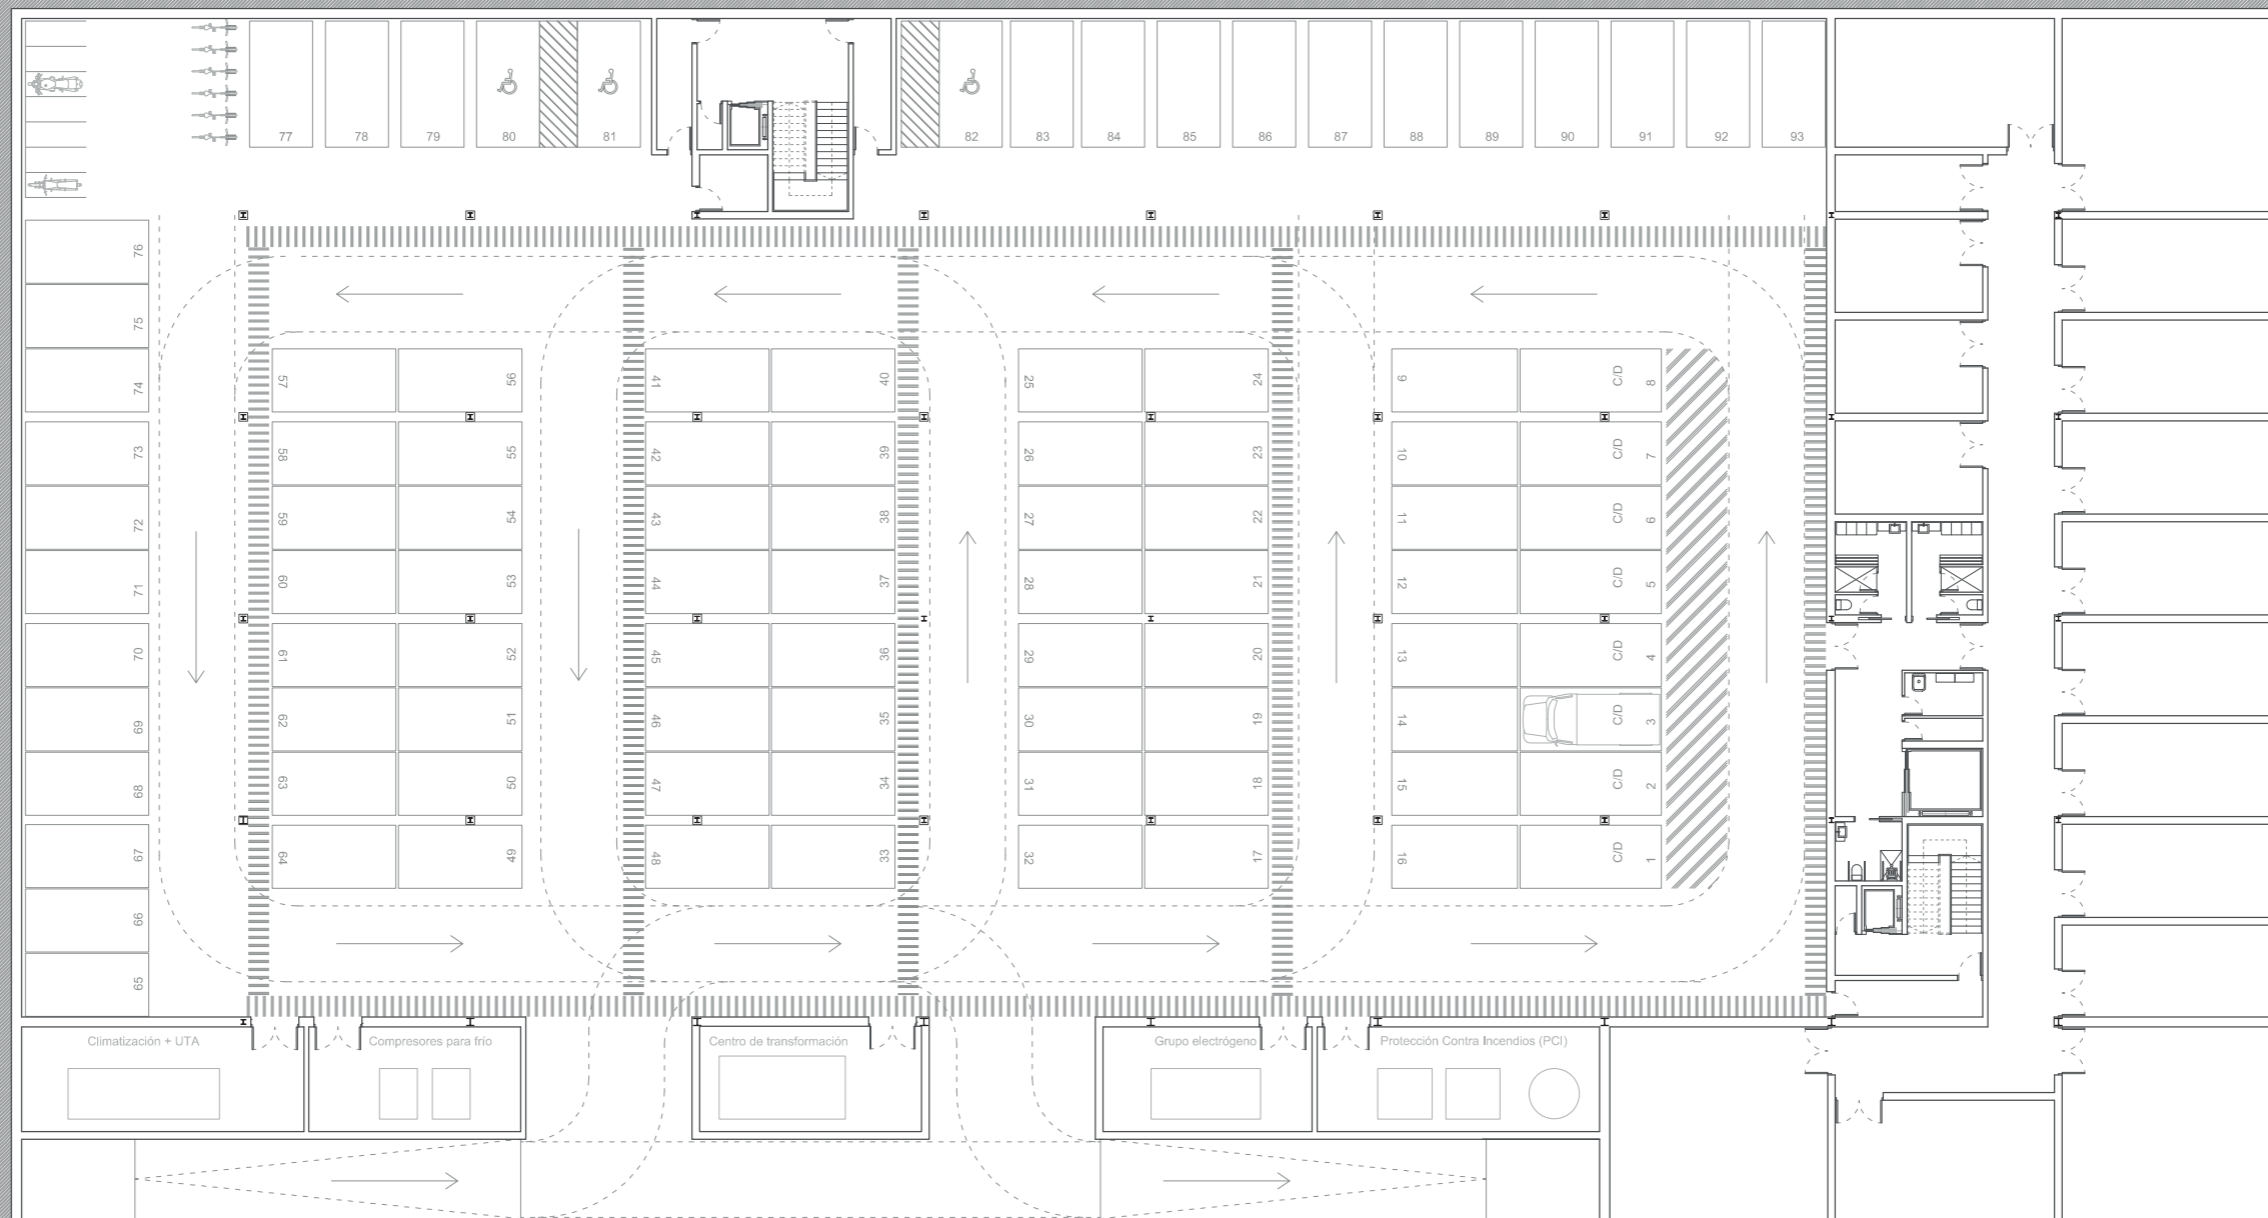 77 78 79 80 81 82 83 84 85 86 87 88 89 90 91 92 93
76
75
74 57 56 41 40 25 24 9 C/D 8
73 58 55 42 39 26 23 10 C/D 7
72 59 54 43 38 27 22 11 C/D 6
71 60 53 44 37 28 21 12 C/D 5
70 61 52 45 36 29 20 13 C/D 4
69 62 51 46 35 30 19 14 C/D 3
68 63 50 47 34 31 18 15 C/D 2
67 64 49 48 33 32 17 16 C/D 1
66
65
Climatización + UTA Compresores para frío Centro de transformación Grupo electrógeno Protección Contra Incendios (PCI)